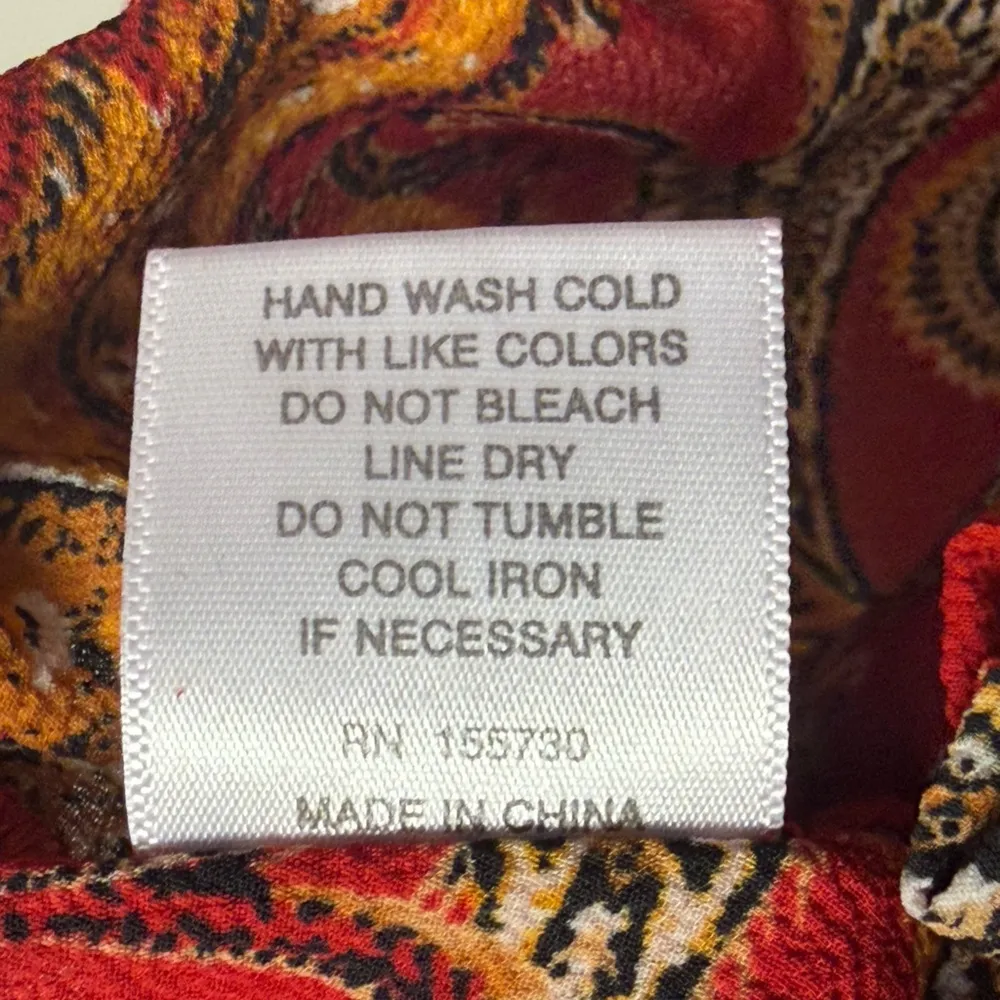 HAND WASH COLD
WITH LIKE COLORS
DO NOT BLEACH
LINE DRY
DO NOT TUMBLE
COOL IRON
IF NECESSARY
RN 155730
MADE IN CHINA